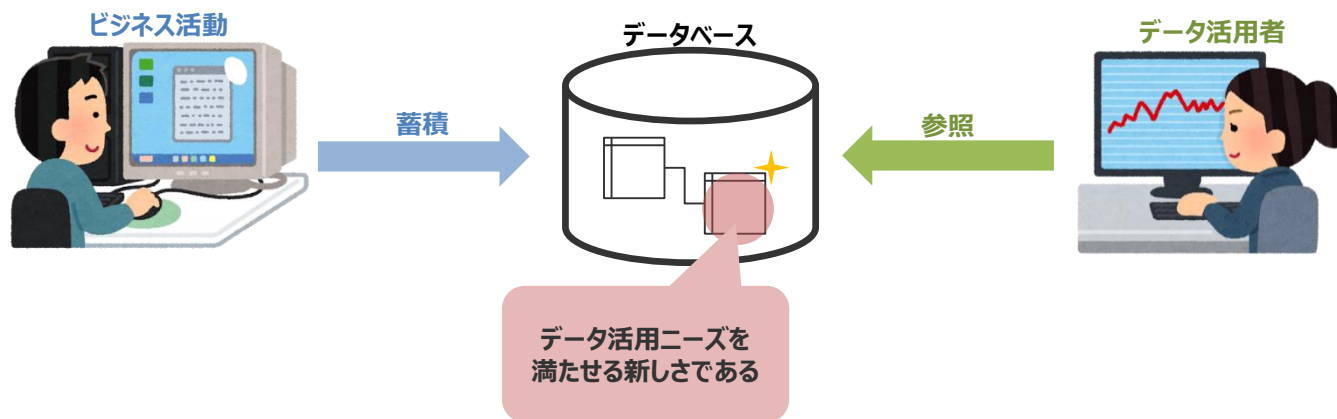 ビジネス活動
データベース
データ活用者
蓄積
参照
データ活用ニーズを
満たせる新しさである